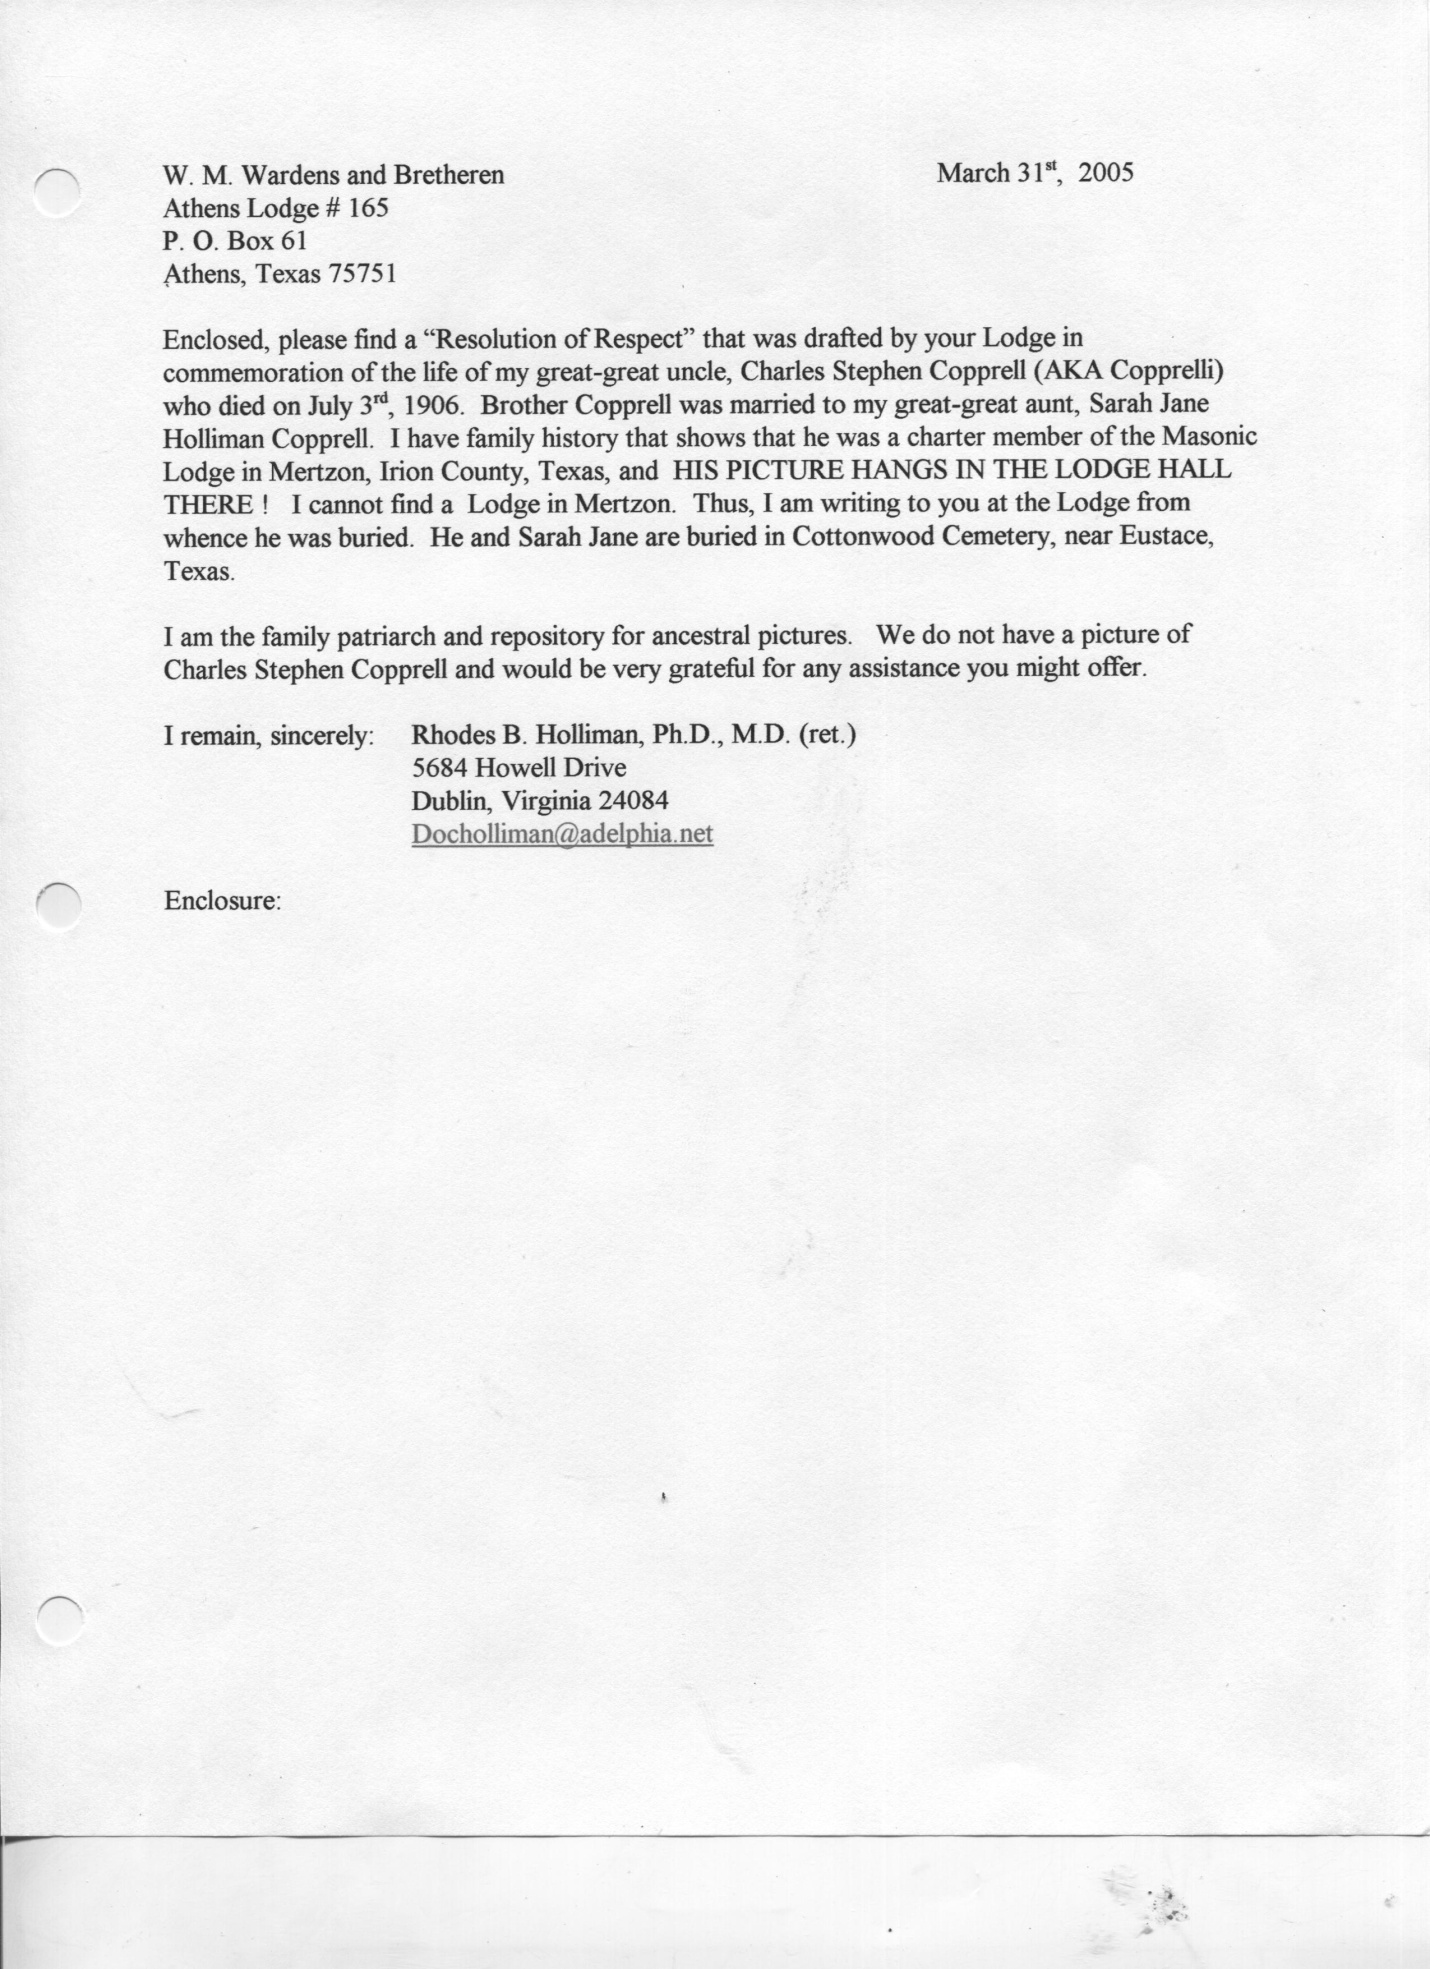 W. M. Wardens and Bretheren March 31st, 2005
Athens Lodge # 165
P. O. Box 61
Athens, Texas 75751
Enclosed, please find a “Resolution of Respect” that was drafted by your Lodge in
commemoration of the life of my great-great uncle, Charles Stephen Copprell (AKA Copprelli)
who died on July 3rd, 1906. Brother Copprell was married to my great-great aunt, Sarah Jane
Holliman Copprell. I have family history that shows that he was a charter member of the Masonic
Lodge in Mertzon, Irion County, Texas, and HIS PICTURE HANGS IN THE LODGE HALL
THERE ! I cannot find a Lodge in Mertzon. Thus, I am writing to you at the Lodge from
whence he was buried. He and Sarah Jane are buried in Cottonwood Cemetery, near Eustace,
Texas.
I am the family patriarch and repository for ancestral pictures. We do not have a picture of
Charles Stephen Copprell and would be very grateful for any assistance you might offer.
I remain, sincerely: Rhodes B. Holliman, Ph.D., M.D. (ret.)
5684 Howell Drive
Dublin, Virginia 24084
Docholliman@adelphia.net
Enclosure: